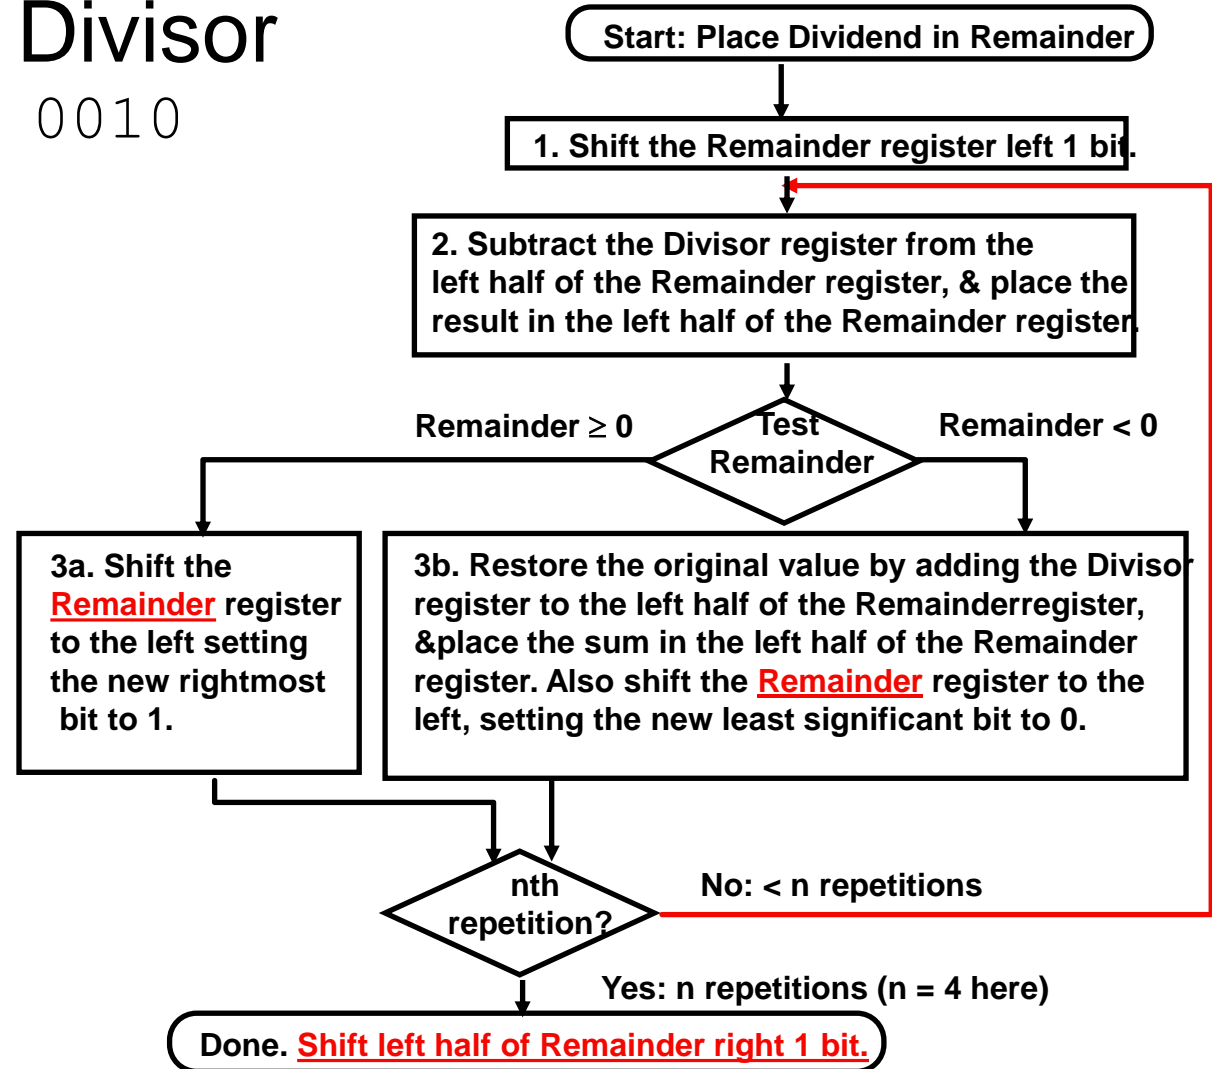 Divisor
0010
Start: Place Dividend in Remainder
1. Shift the Remainder register left 1 bit.
2. Subtract the Divisor register from the
left half of the Remainder register, & place the
result in the left half of the Remainder register.
Remainder ≥ 0
Test
Remainder
Remainder < 0
3a. Shift the
Remainder register
to the left setting
the new rightmost
bit to 1.
3b. Restore the original value by adding the Divisor
register to the left half of the Remainderregister,
&place the sum in the left half of the Remainder
register. Also shift the Remainder register to the
left, setting the new least significant bit to 0.
nth
repetition?
No: < n repetitions
Yes: n repetitions (n = 4 here)
Done. Shift left half of Remainder right 1 bit.